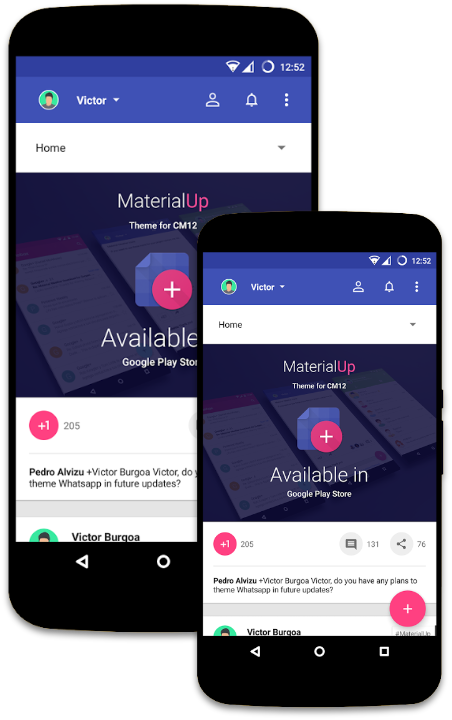 12:52
Victor
Home
MaterialUp
Theme for CM12
Available
Google Play Stor
+1 205
Pedro Alvizu +Victor Burgoa Victor, do yo
theme Whatsapp in future updates?
Victor Burgoa
12:52
Victor
Home
MaterialUp
Theme for CM12
Available in
Google Play Store
+1 205 131 76
Pedro Alvizu +Victor Burgoa Victor, do you have any plans to
theme Whatsapp in future updates?
Victor Burgoa
#MaterialUp